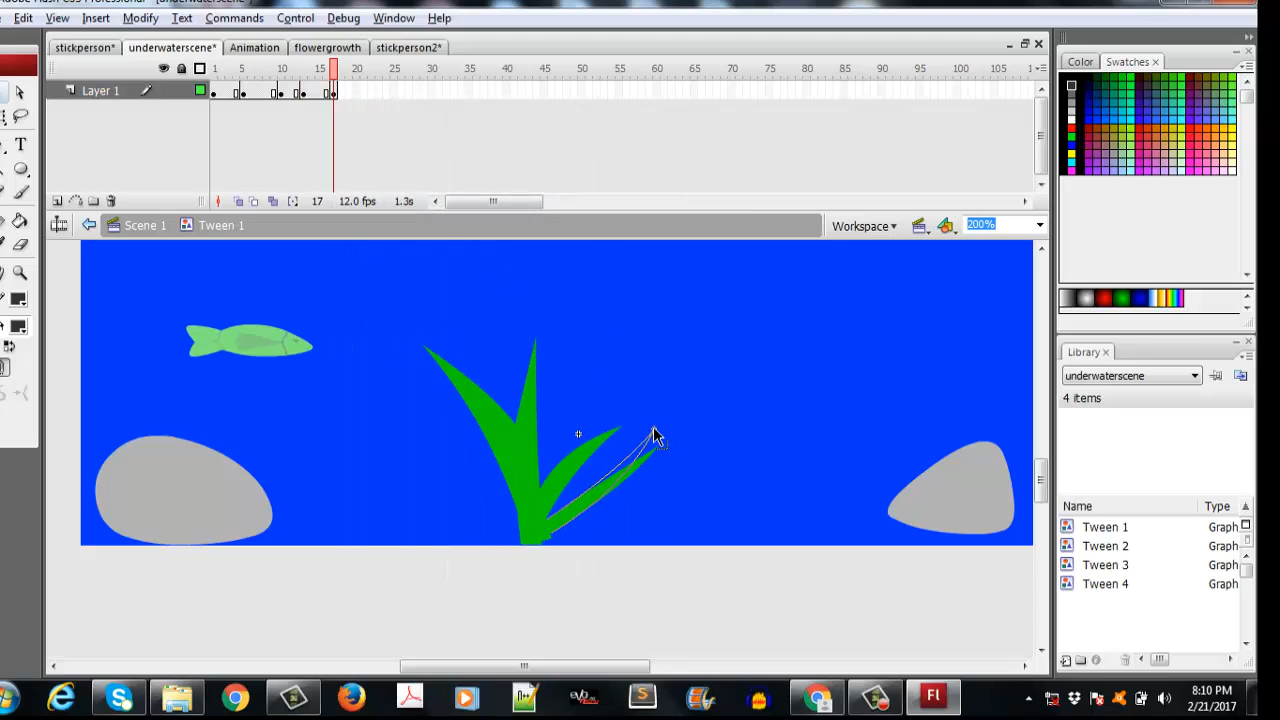 Edit Insert Modify Text Commands Control Debug Window Help
stickperson* underwaterscene* Animation flowergrowth stickperson2*
5 10 15 20 25 30 35 40 45 50 55 60 65 70 75 80 85 90 95 100 105 1
Layer 1
17 12.0 fps 1.3s
Scene 1 Tween 1 Workspace 200%
Color Swatches ×
Library ×
underwaterscene
4 items
Name Type
Tween 1 Graph
Tween 2 Graph
Tween 3 Graph
Tween 4 Graph
Fl
8:10 PM
2/21/2017